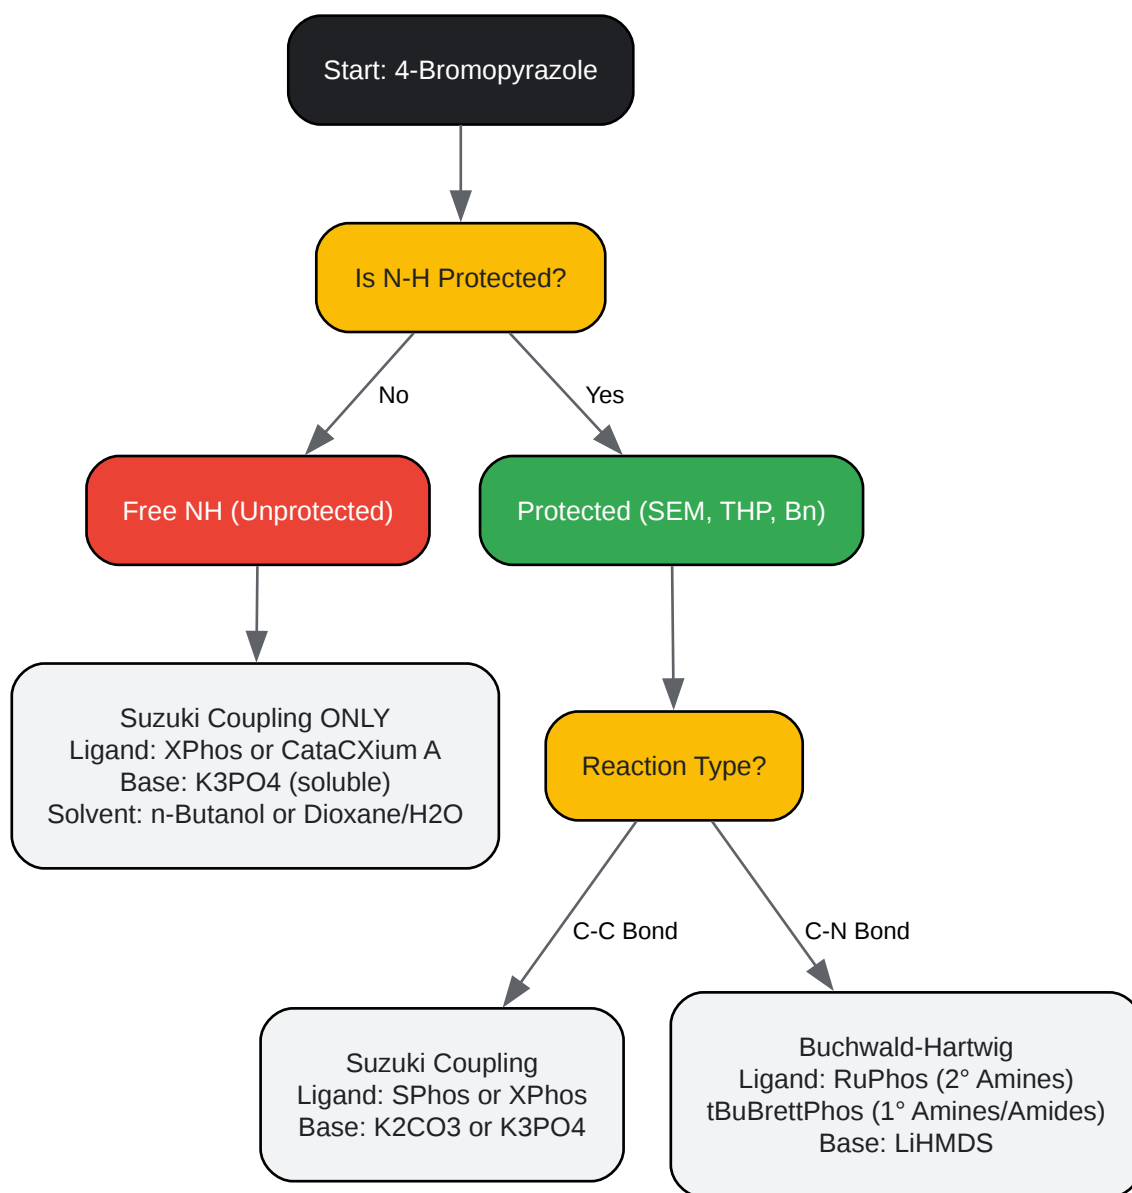 Start: 4-Bromopyrazole
Is N-H Protected?
No
Yes
Free NH (Unprotected)
Protected (SEM, THP, Bn)
Suzuki Coupling ONLY
Ligand: XPhos or CataCXium A
Base: K3PO4 (soluble)
Solvent: n-Butanol or Dioxane/H2O
Reaction Type?
C-C Bond
C-N Bond
Suzuki Coupling
Ligand: SPhos or XPhos
Base: K2CO3 or K3PO4
Buchwald-Hartwig
Ligand: RuPhos (2° Amines)
tBuBrettPhos (1° Amines/Amides)
Base: LiHMDS